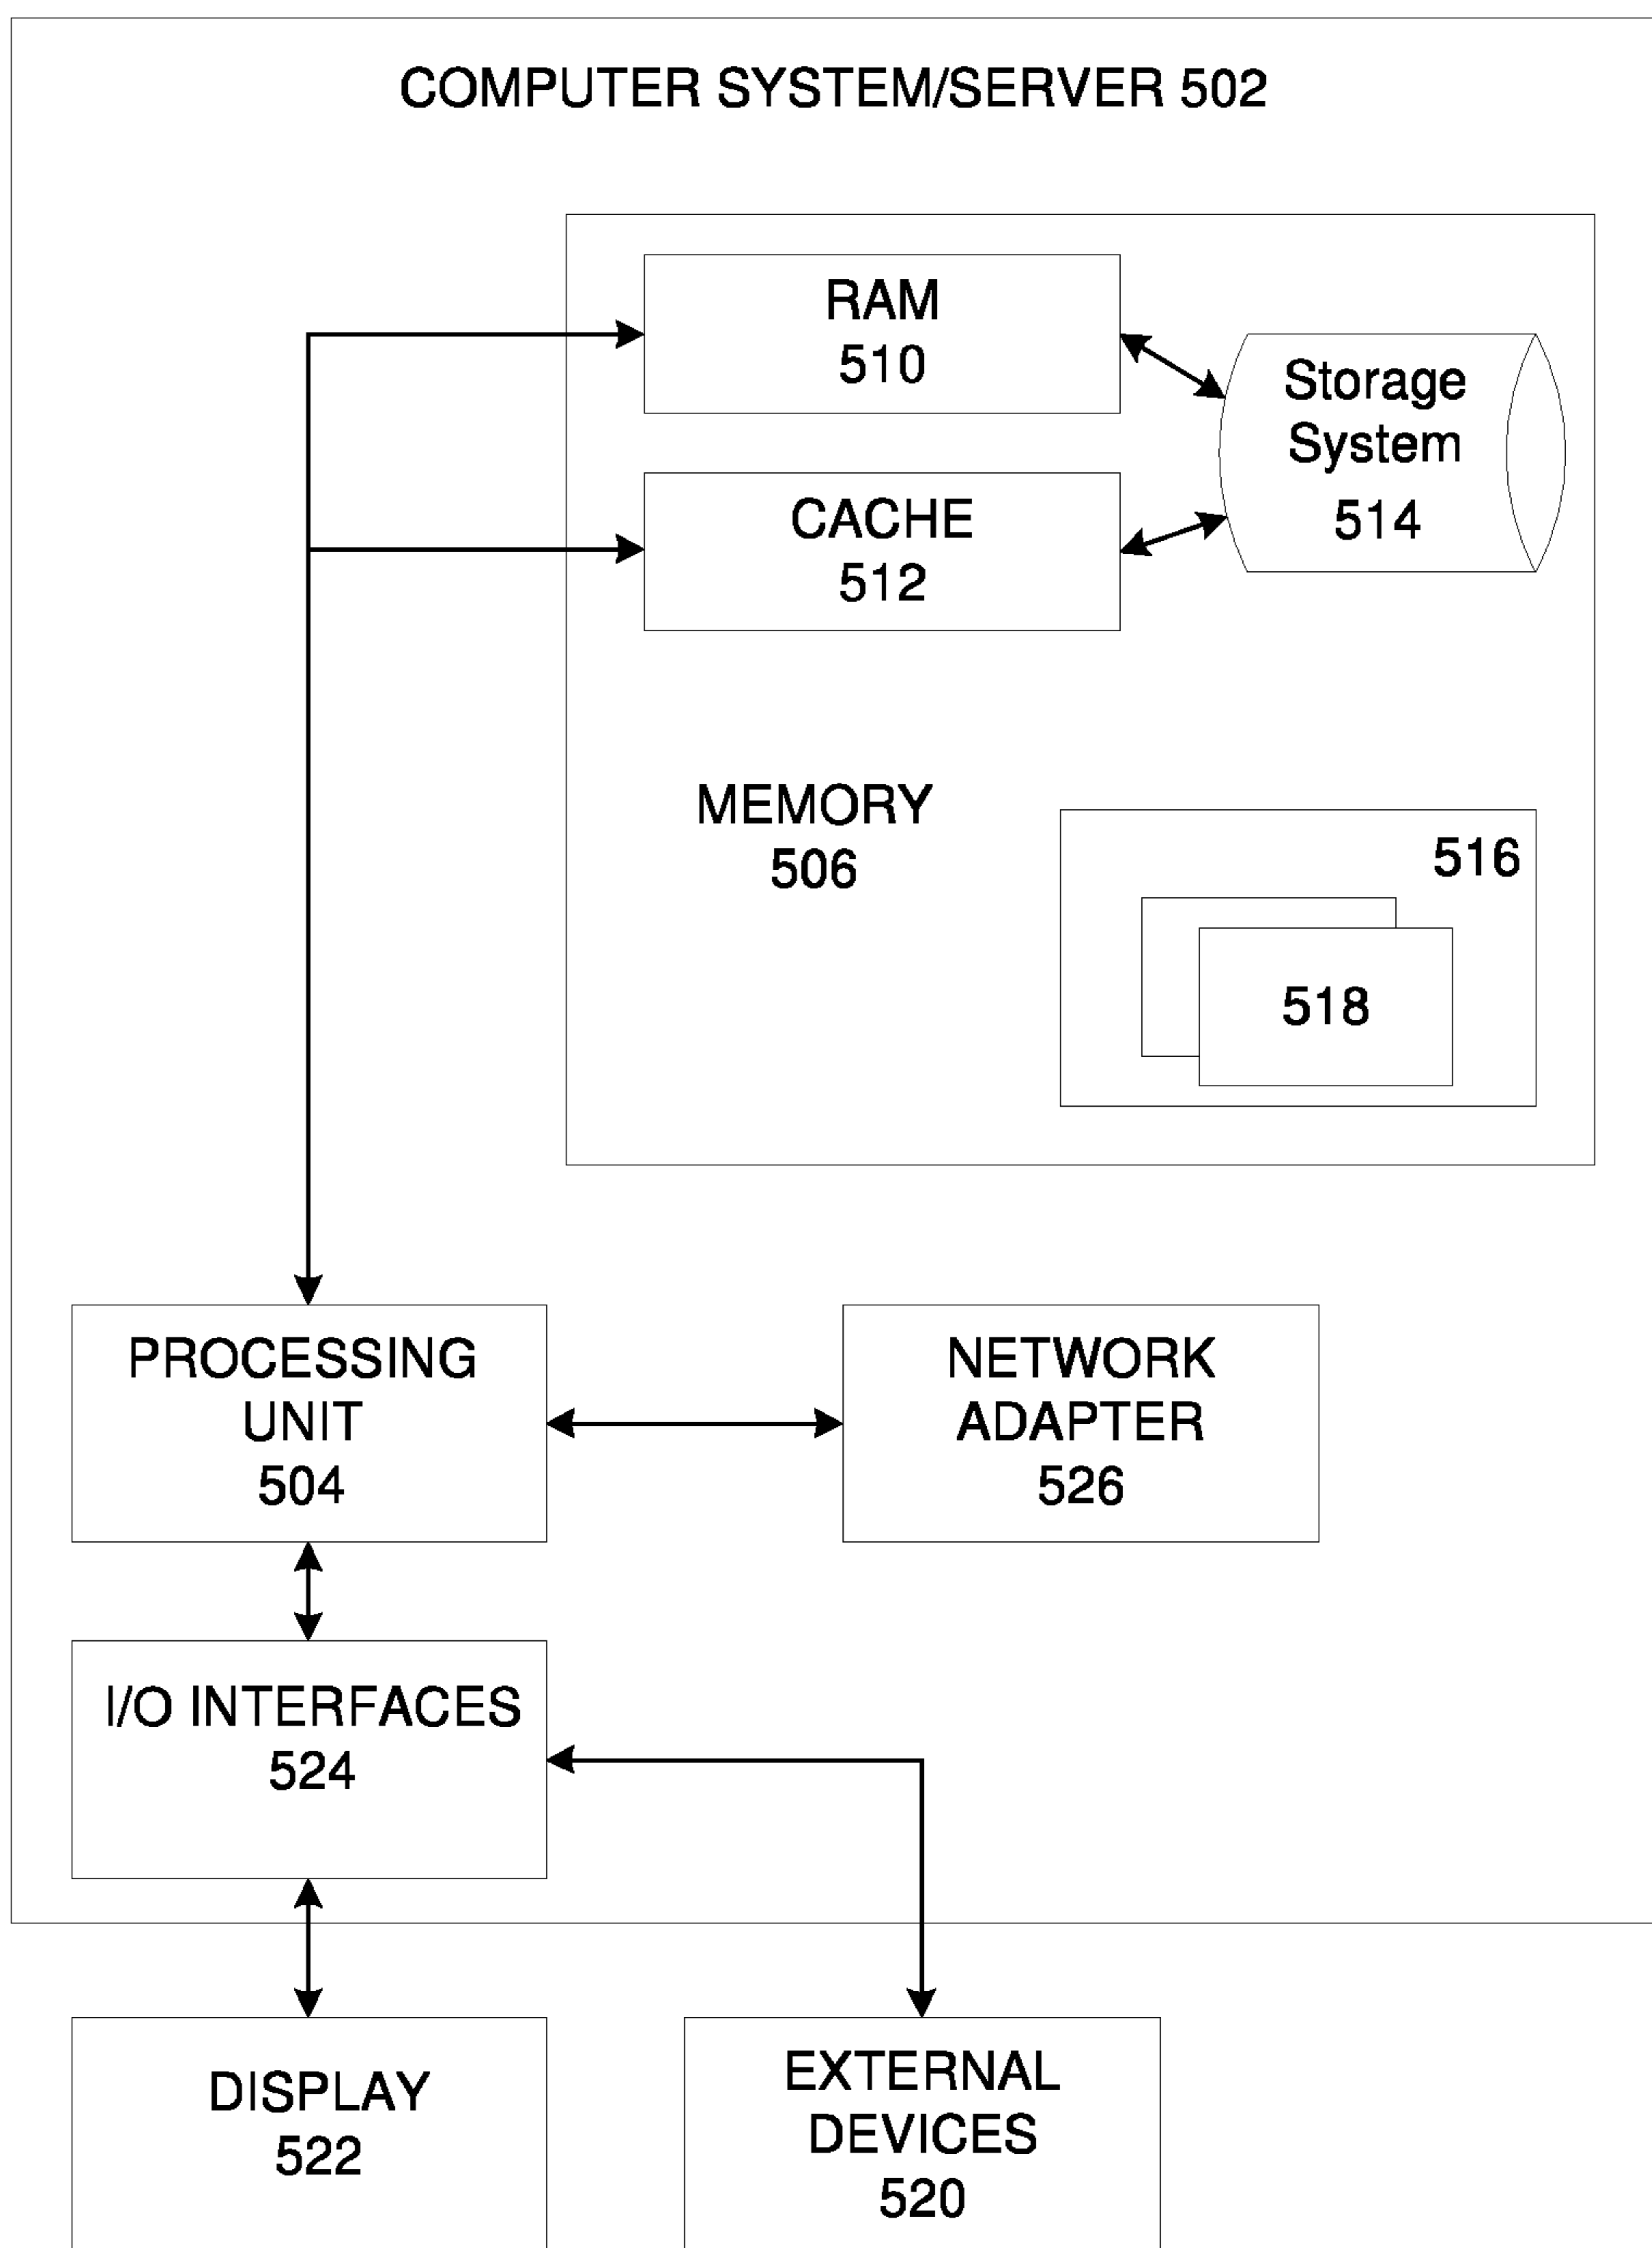 COMPUTER SYSTEM/SERVER 502
RAM
510
Storage
System
514
CACHE
512
MEMORY
506
516
518
PROCESSING
UNIT
504
NETWORK
ADAPTER
526
I/O INTERFACES
524
DISPLAY
522
EXTERNAL
DEVICES
520